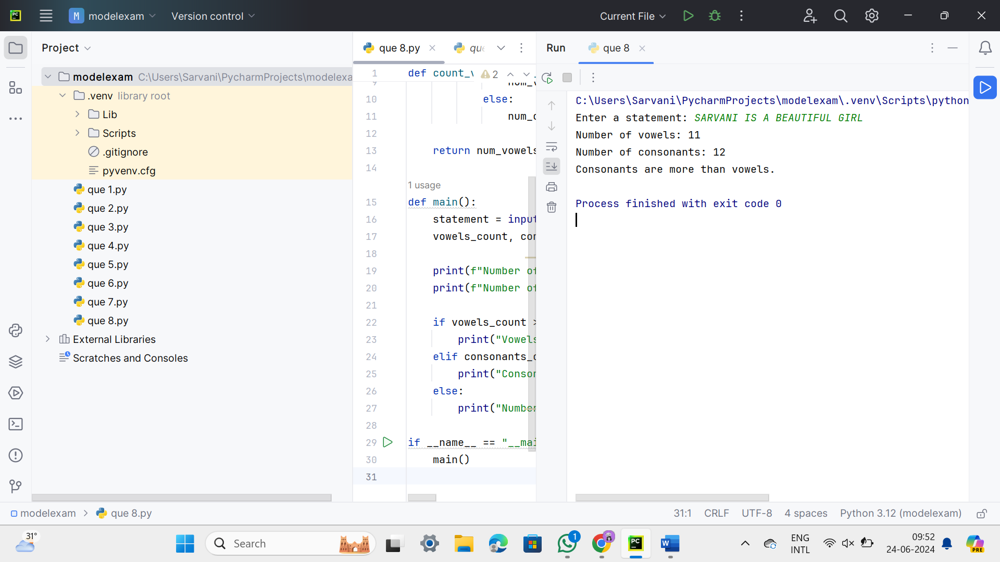 PC
M modelexam
Version control
Current File
Project
modelexam C:\Users\Sarvani\PycharmProjects\modelexa
.venv library root
Lib
Scripts
.gitignore
pyvenv.cfg
que 1.py
que 2.py
que 3.py
que 4.py
que 5.py
que 6.py
que 7.py
que 8.py
External Libraries
Scratches and Consoles
que 8.py
que
1 def count_v
2
9 num_v
10 else:
11 num_c
12
13 return num_vowels
14
1 usage
15 def main():
16 statement = input
17 vowels_count, con
18
19 print(f"Number of
20 print(f"Number of
21
22 if vowels_count >
23 print("Vowels
24 elif consonants_c
25 print("Conson
26 else:
27 print("Number
28
29 if __name__ == "__mai
30 main()
31
Run
que 8
C:\Users\Sarvani\PycharmProjects\modelexam\.venv\Scripts\python
Enter a statement: SARVANI IS A BEAUTIFUL GIRL
Number of vowels: 11
Number of consonants: 12
Consonants are more than vowels.
Process finished with exit code 0
modelexam > que 8.py
31:1 CRLF UTF-8 4 spaces Python 3.12 (modelexam)
31°
Search
1
PC
W
ENG
INTL
09:52
24-06-2024
PRE